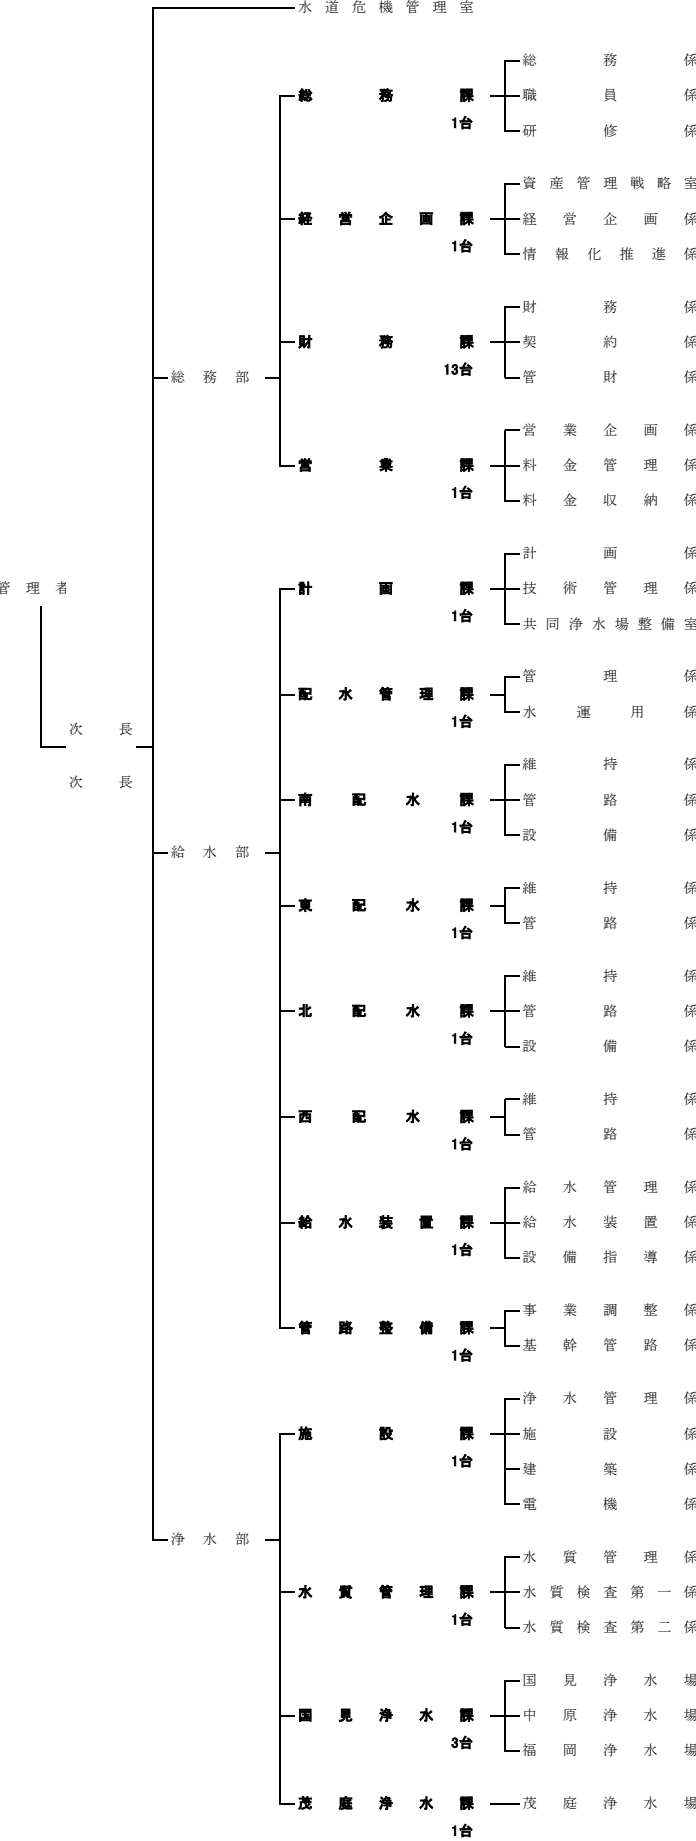 水道危機管理室
総務係
総務課
職員係
1台
研修係
資産管理戦略室
経営企画課
経営企画係
1台
情報化推進係
財務係
財務課
契約係
13台
総務部
管財係
営業企画係
営業課
料金管理係
1台
料金収納係
計画係
管理者
計画課
技術管理係
1台
共同浄水場整備室
管理係
配水管理課
1台
水運用係
次長
維持係
次長
南配水課
管路係
1台
設備係
給水部
維持係
東配水課
1台
管路係
維持係
北配水課
管路係
1台
設備係
維持係
西配水課
1台
管路係
給水管理係
給水装置課
給水装置係
1台
設備指導係
事業調整係
管路整備課
1台
基幹管路係
浄水管理係
施設課
施設係
1台
建築係
電機係
浄水部
水質管理係
水質管理課
水質検査第一係
1台
水質検査第二係
国見浄水場
国見浄水課
中原浄水場
3台
福岡浄水場
茂庭浄水課
茂庭浄水場
1台